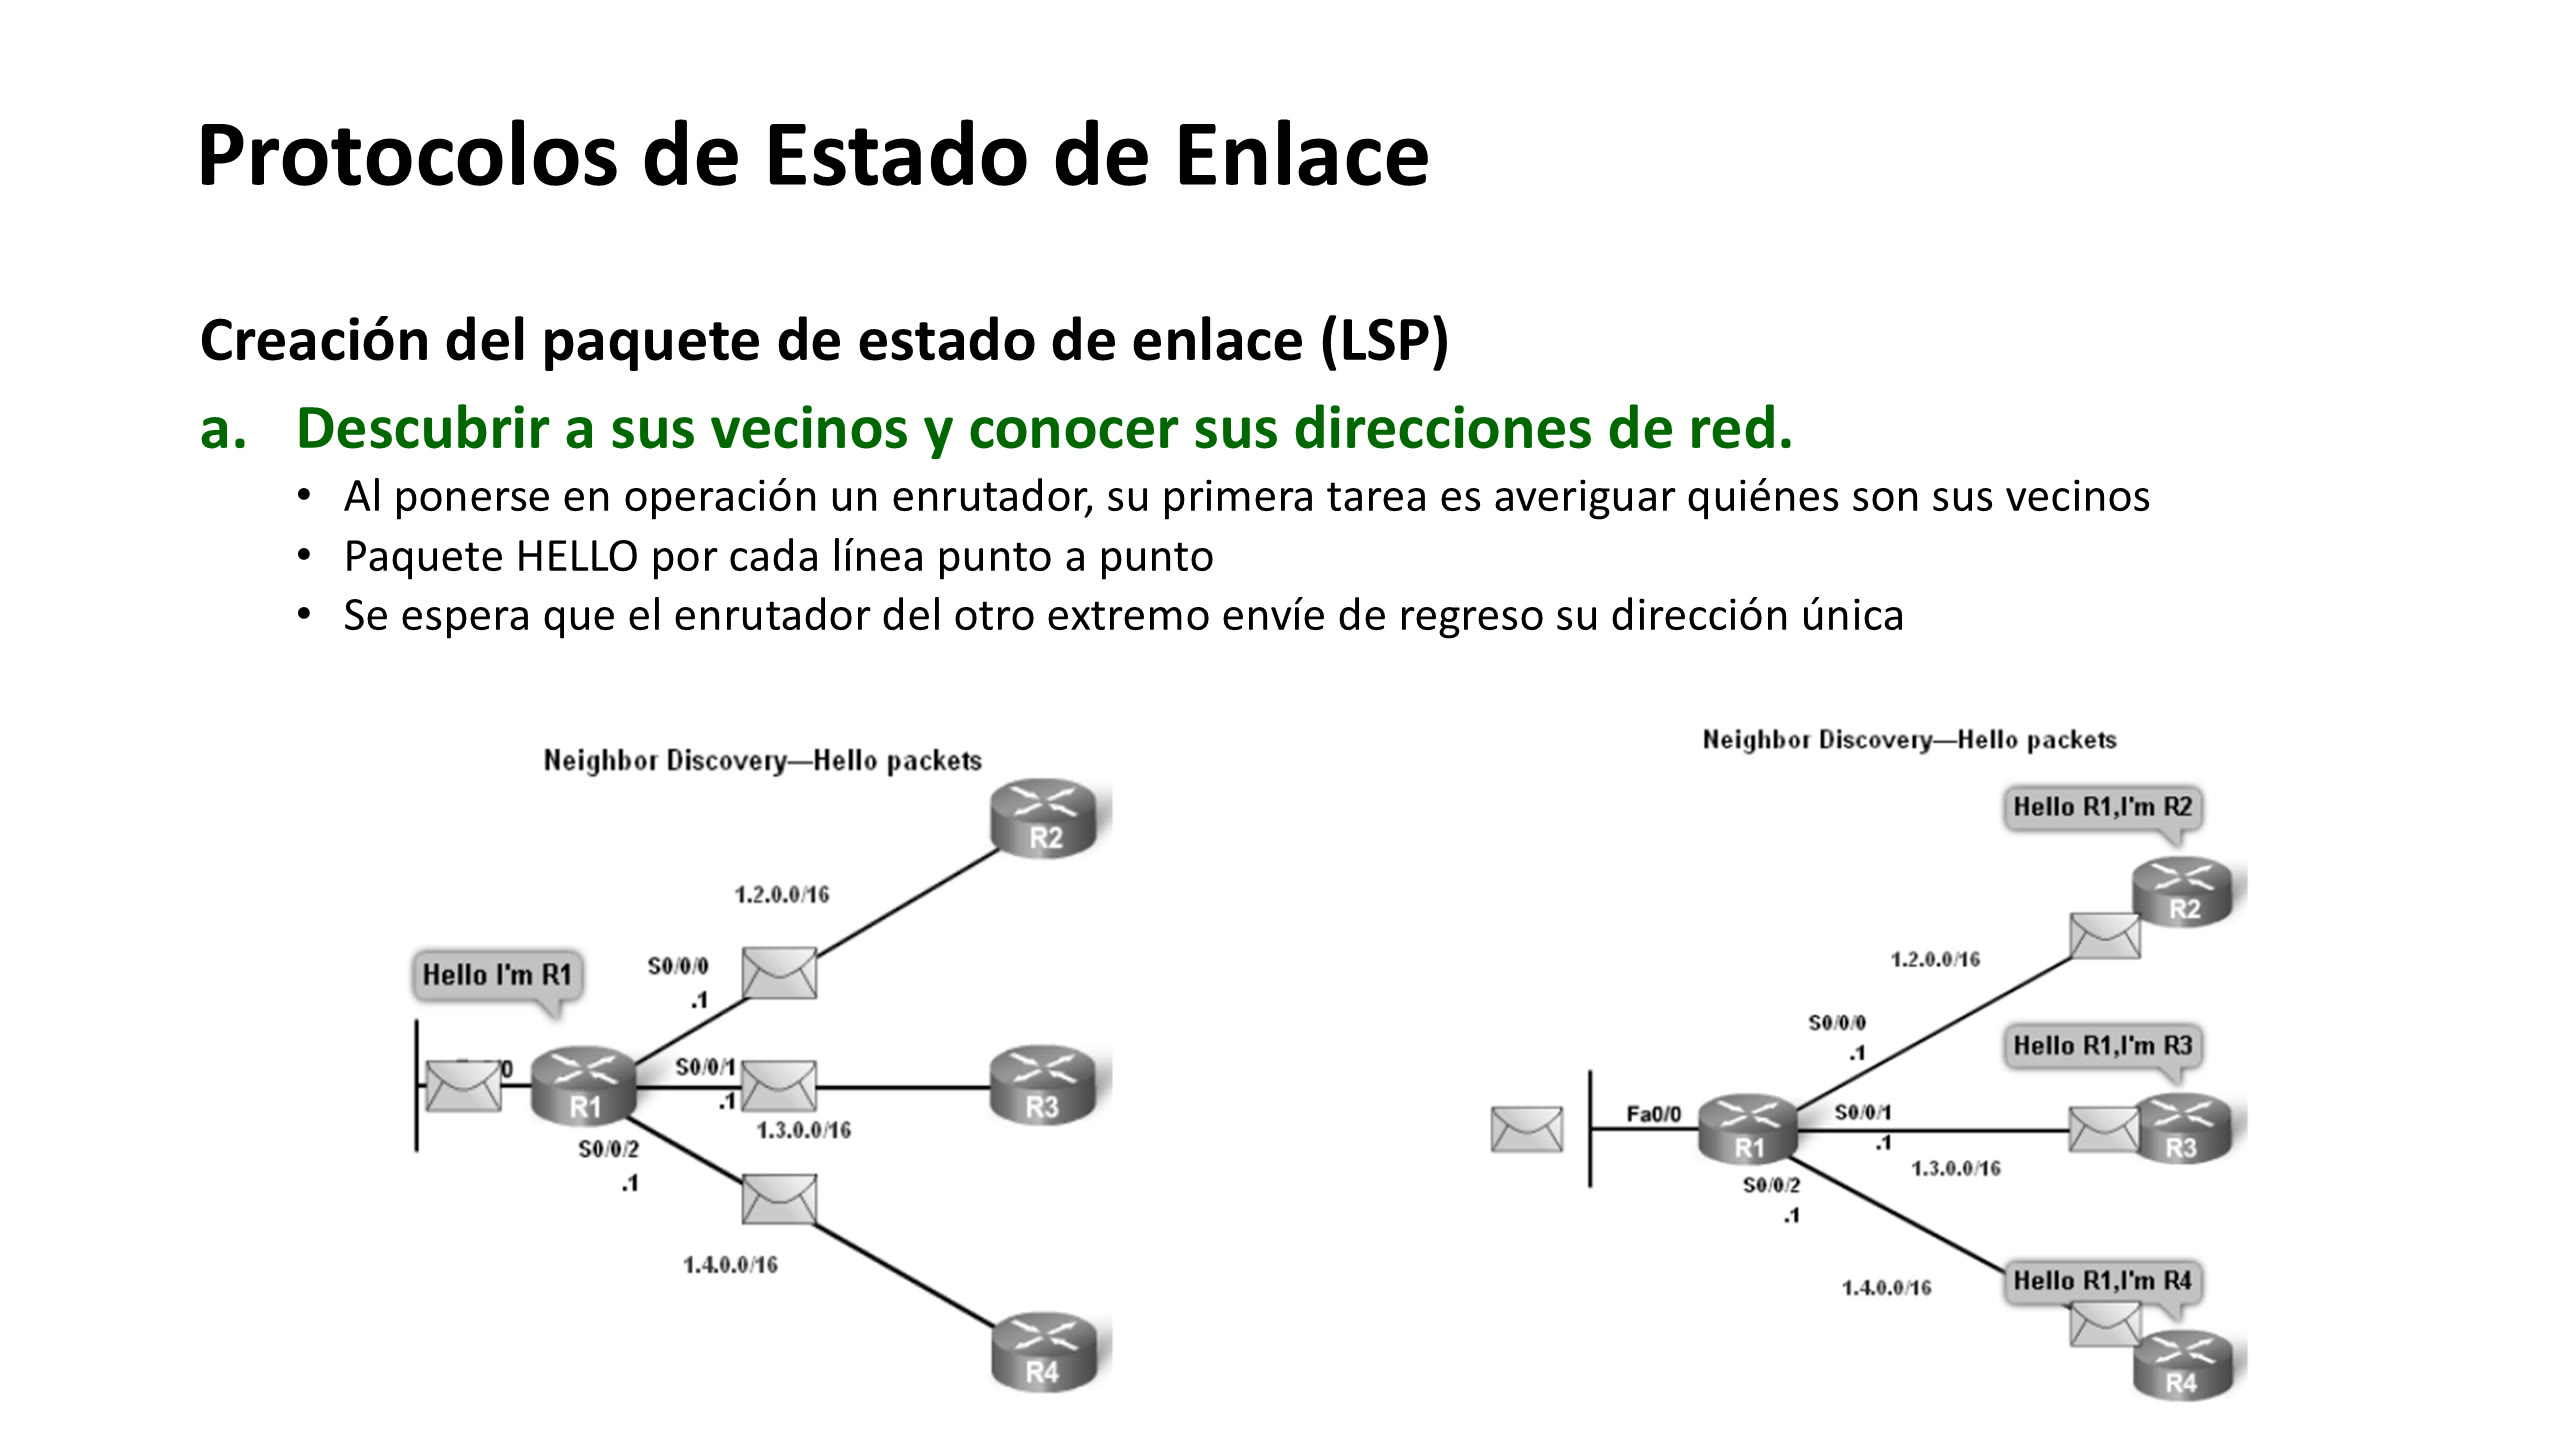 Protocolos de Estado de Enlace
Creación del paquete de estado de enlace (LSP)
a. Descubrir a sus vecinos y conocer sus direcciones de red.
• Al ponerse en operación un enrutador, su primera tarea es averiguar quiénes son sus vecinos
• Paquete HELLO por cada línea punto a punto
• Se espera que el enrutador del otro extremo envíe de regreso su dirección única
Neighbor Discovery—Hello packets
R2
1.2.0.0/16
Hello I'm R1
S0/0/0
.1
R1
S0/0/1
.1
1.3.0.0/16
R3
S0/0/2
.1
1.4.0.0/16
R4
Neighbor Discovery—Hello packets
Hello R1,I'm R2
R2
1.2.0.0/16
S0/0/0
.1
Hello R1,I'm R3
Fa0/0
R1
S0/0/1
.1
1.3.0.0/16
R3
S0/0/2
.1
1.4.0.0/16
Hello R1,I'm R4
R4